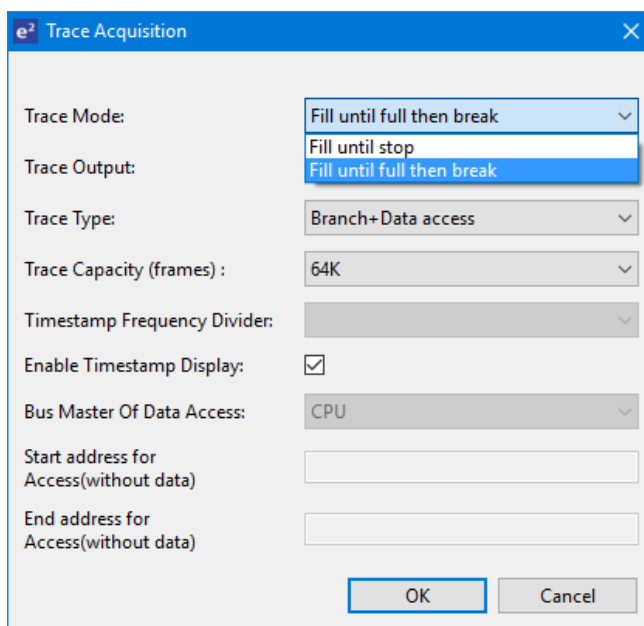 e² Trace Acquisition
Trace Mode: Fill until full then break
Fill until stop
Trace Output: Fill until full then break
Trace Type: Branch+Data access
Trace Capacity (frames) : 64K
Timestamp Frequency Divider:
Enable Timestamp Display:
Bus Master Of Data Access: CPU
Start address for
Access(without data)
End address for
Access(without data)
OK Cancel